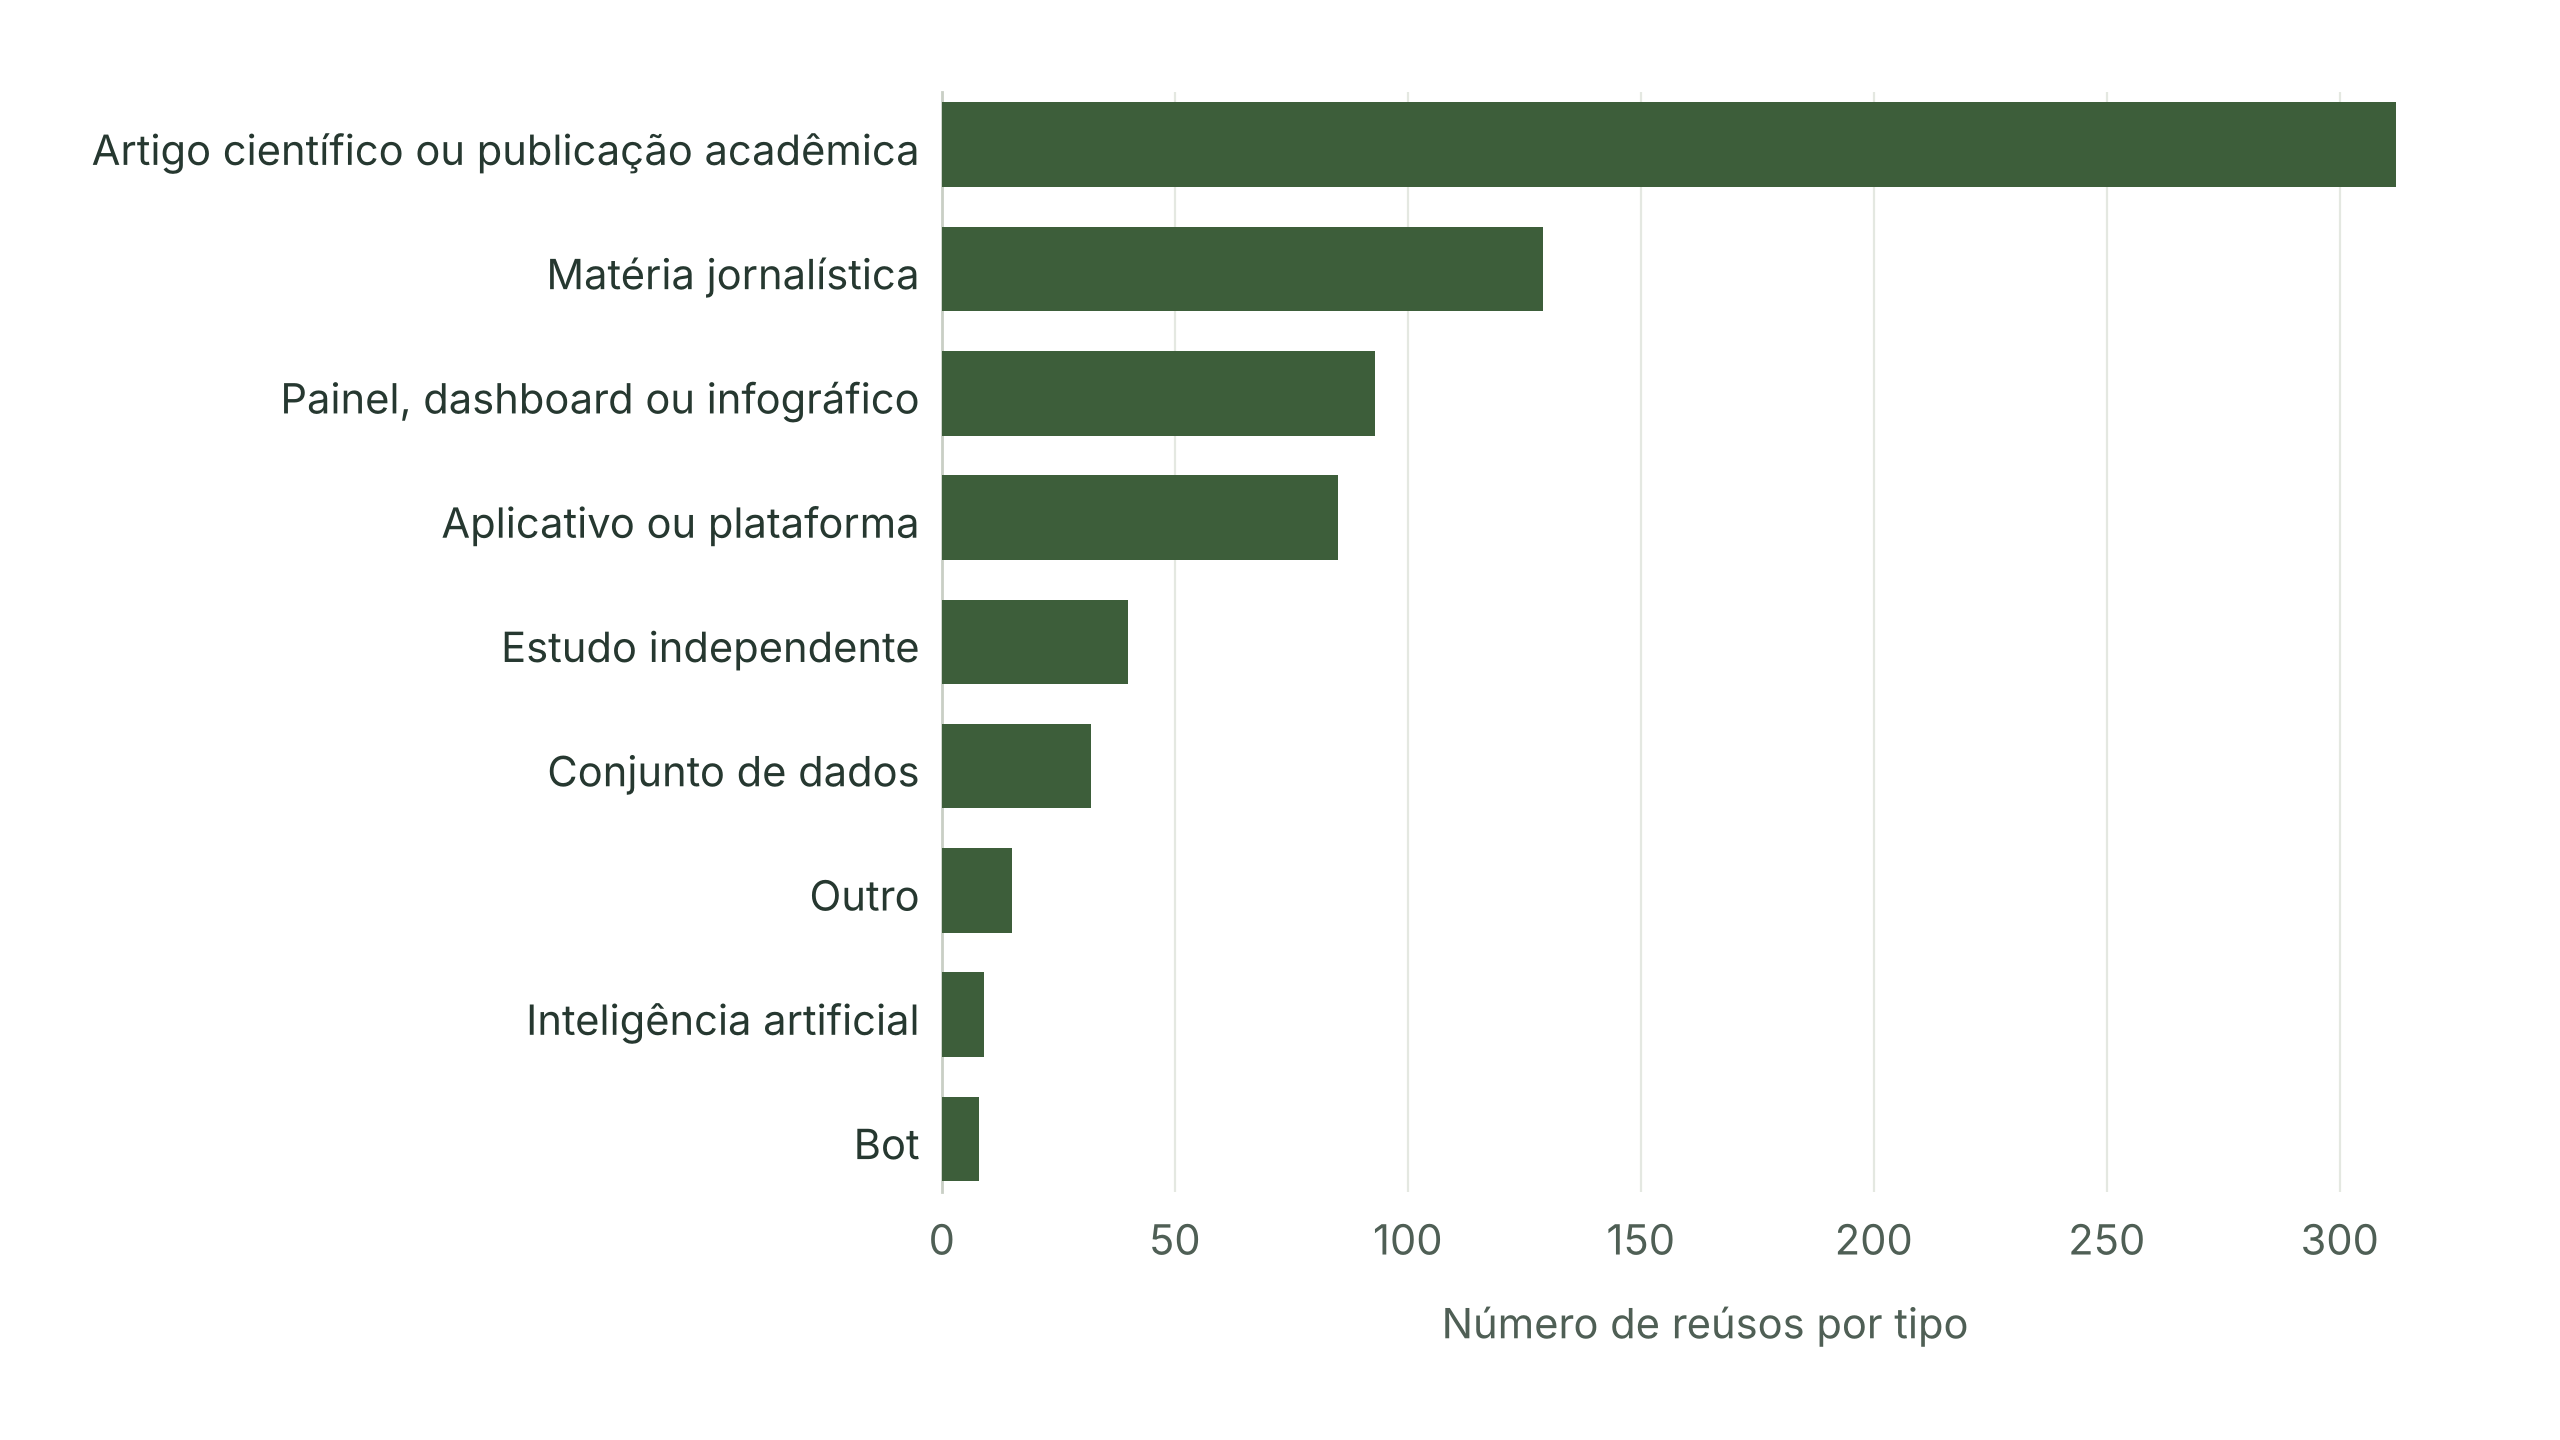 Artigo científico ou publicação acadêmica
Matéria jornalística
Painel, dashboard ou infográfico
Aplicativo ou plataforma
Estudo independente
Conjunto de dados
Outro
Inteligência artificial
Bot
0 50 100 150 200 250 300
Número de reúsos por tipo